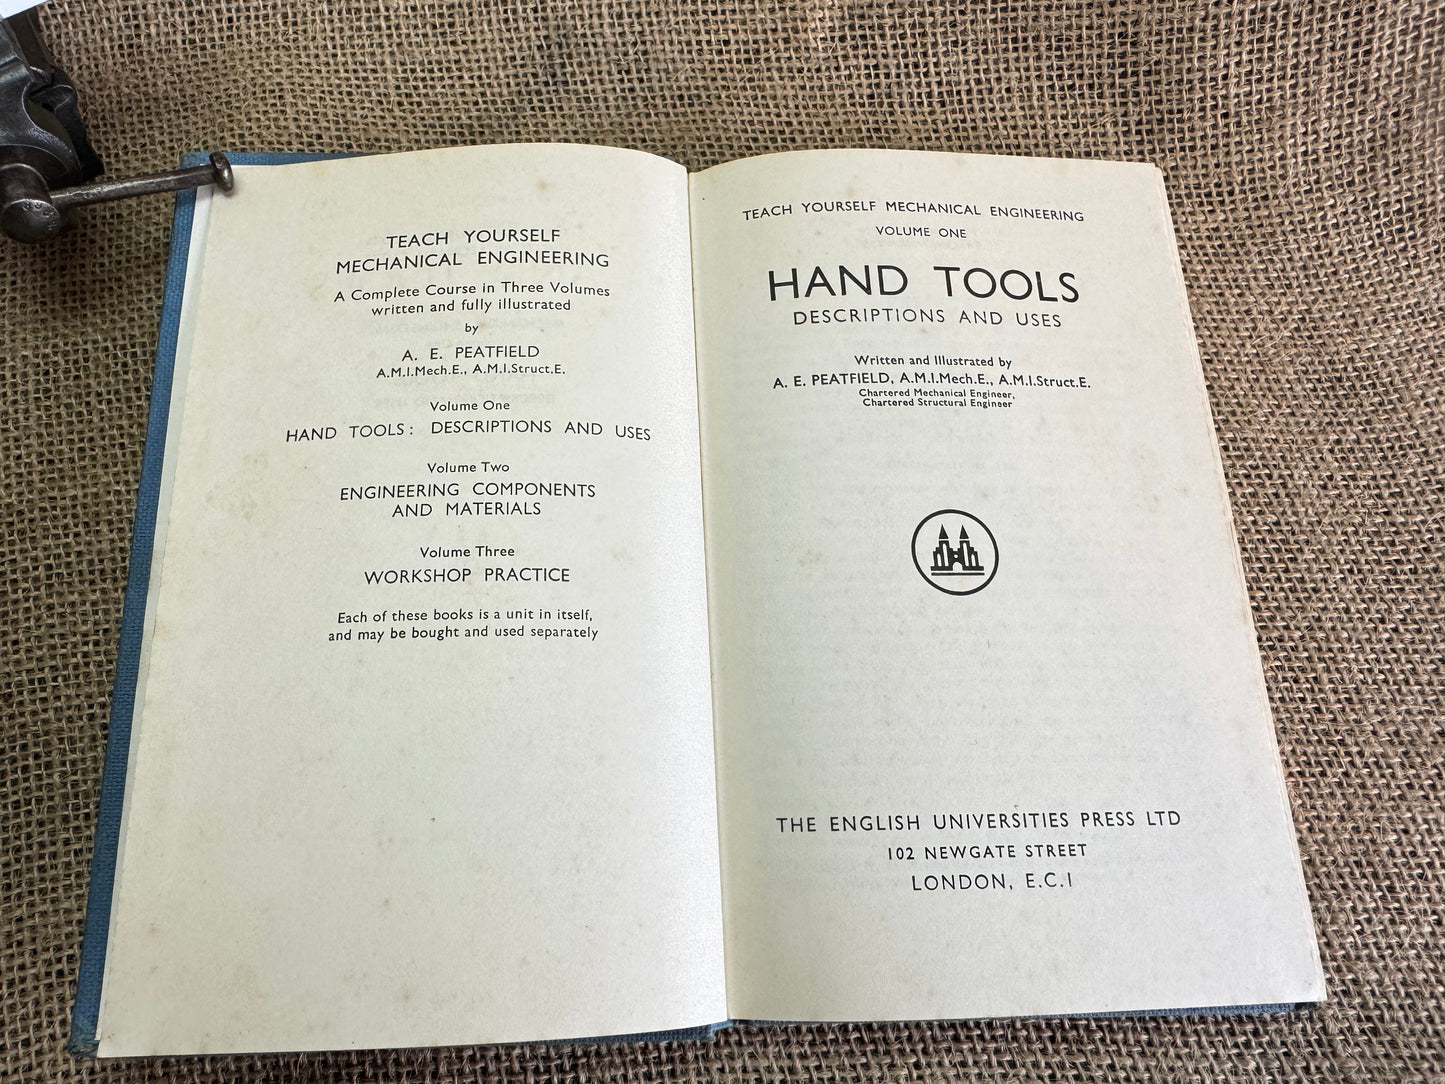 TEACH YOURSELF
MECHANICAL ENGINEERING
A Complete Course in Three Volumes
written and fully illustrated
by
A. E. PEATFIELD
A.M.I.Mech.E., A.M.I.Struct.E.
Volume One
HAND TOOLS: DESCRIPTIONS AND USES
Volume Two
ENGINEERING COMPONENTS
AND MATERIALS
Volume Three
WORKSHOP PRACTICE
Each of these books is a unit in itself,
and may be bought and used separately
TEACH YOURSELF MECHANICAL ENGINEERING
VOLUME ONE
HAND TOOLS
DESCRIPTIONS AND USES
Written and Illustrated by
A. E. PEATFIELD, A.M.I.Mech.E., A.M.I.Struct.E.
Chartered Mechanical Engineer,
Chartered Structural Engineer
THE ENGLISH UNIVERSITIES PRESS LTD
102 NEWGATE STREET
LONDON, E.C.1